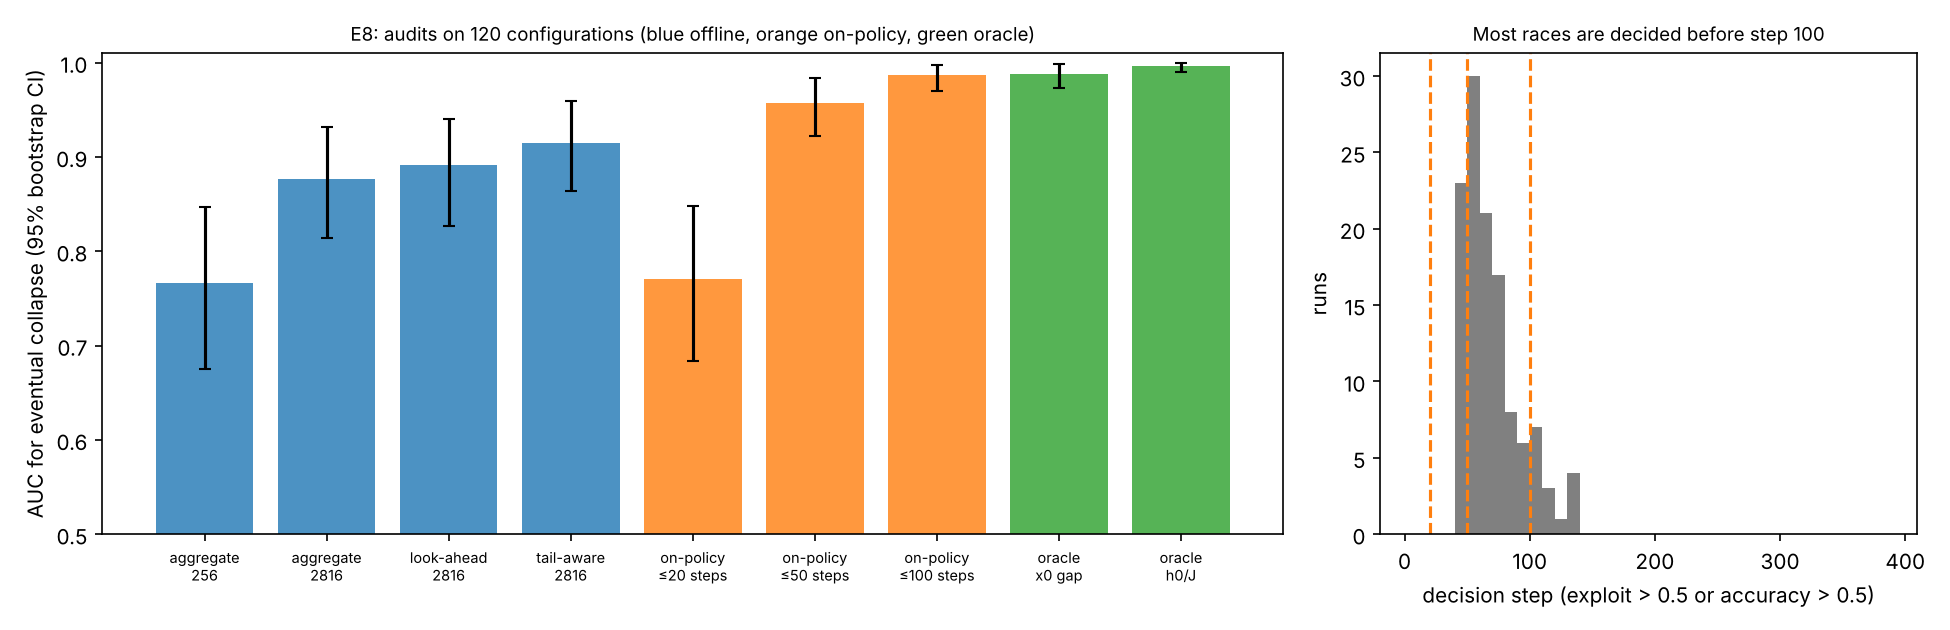 E8: audits on 120 configurations (blue offline, orange on-policy, green oracle)
AUC for eventual collapse (95% bootstrap CI)
1.0
0.9
0.8
0.7
0.6
0.5
aggregate
256
aggregate
2816
look-ahead
2816
tail-aware
2816
on-policy
≤20 steps
on-policy
≤50 steps
on-policy
≤100 steps
oracle
x0 gap
oracle
h0/J
Most races are decided before step 100
runs
30
25
20
15
10
5
0
0
100
200
300
400
decision step (exploit > 0.5 or accuracy > 0.5)